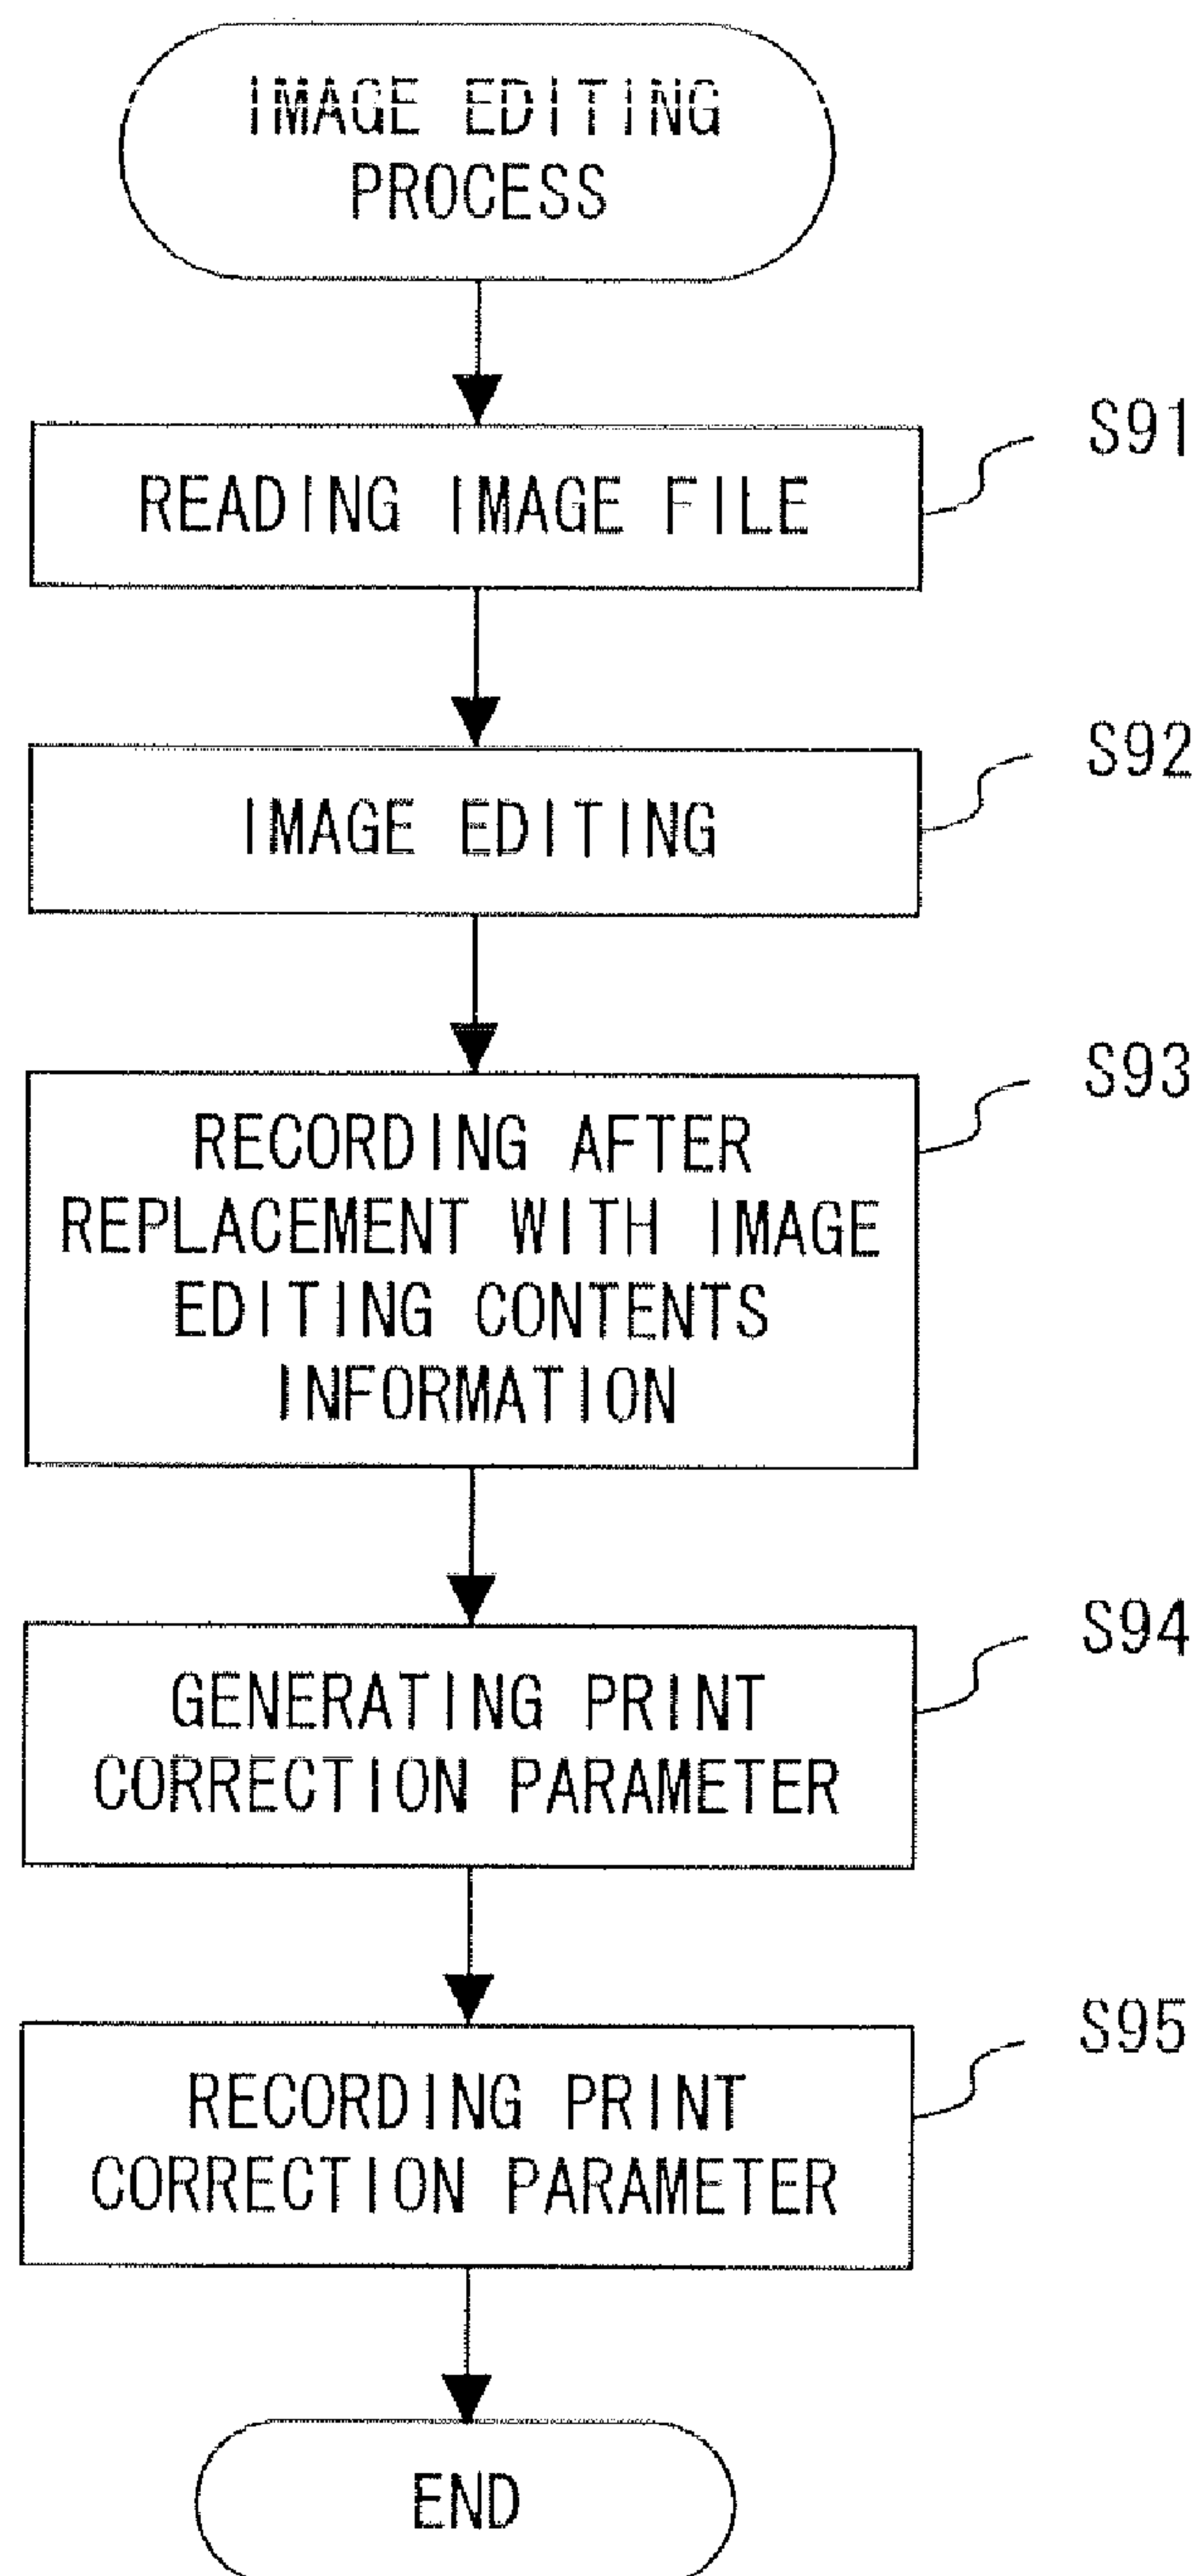 IMAGE EDITING
PROCESS
S91
READING IMAGE FILE
S92
IMAGE EDITING
S93
RECORDING AFTER
REPLACEMENT WITH IMAGE
EDITING CONTENTS
INFORMATION
S94
GENERATING PRINT
CORRECTION PARAMETER
S95
RECORDING PRINT
CORRECTION PARAMETER
END